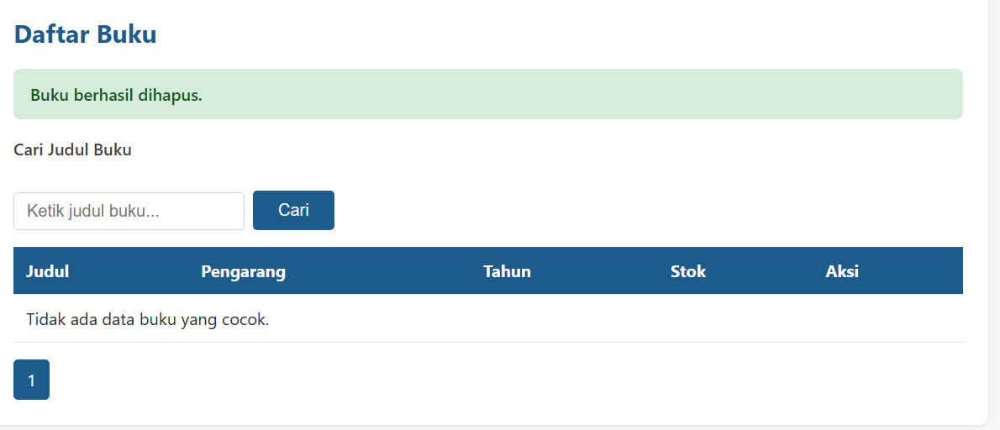 Daftar Buku
Buku berhasil dihapus.
Cari Judul Buku
Ketik judul buku... Cari
Judul Pengarang Tahun Stok Aksi
Tidak ada data buku yang cocok.
1